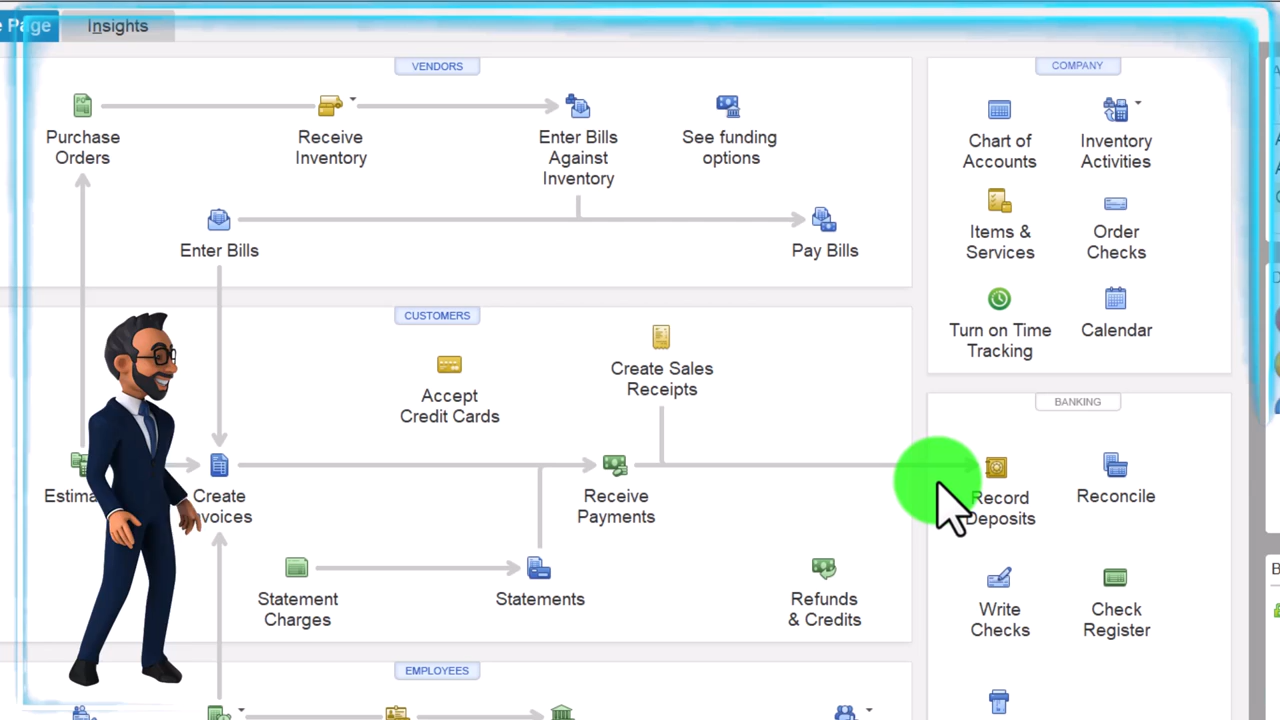 e Page
Insights
VENDORS
Purchase
Orders
Receive
Inventory
Enter Bills
Against
Inventory
See funding
options
Enter Bills
Pay Bills
COMPANY
Chart of
Accounts
Inventory
Activities
Items &
Services
Order
Checks
Turn on Time
Tracking
Calendar
CUSTOMERS
Accept
Credit Cards
Create Sales
Receipts
Estima
Create
nvoices
Receive
Payments
Statement
Charges
Statements
Refunds
& Credits
BANKING
Record
Deposits
Reconcile
Write
Checks
Check
Register
EMPLOYEES